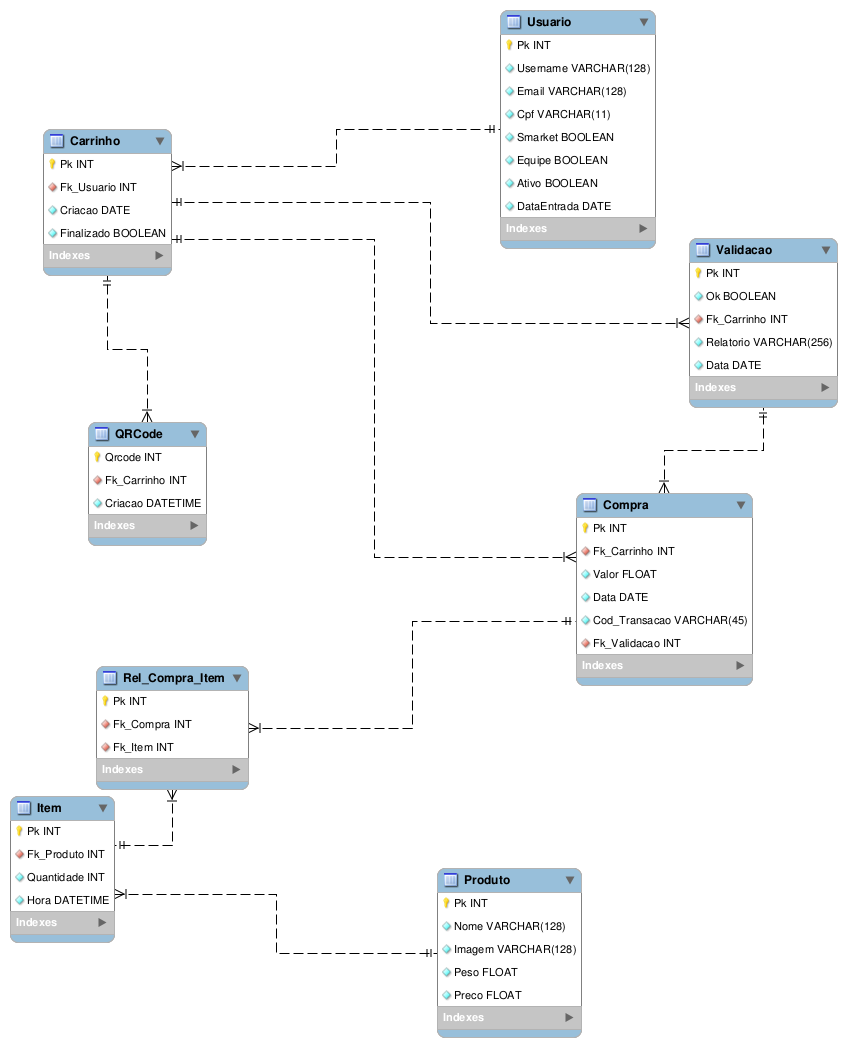 Usuario
Pk INT
Username VARCHAR(128)
Email VARCHAR(128)
Cpf VARCHAR(11)
Smarket BOOLEAN
Equipe BOOLEAN
Ativo BOOLEAN
DataEntrada DATE
Indexes
Carrinho
Pk INT
Fk_Usuario INT
Criacao DATE
Finalizado BOOLEAN
Indexes
Validacao
Pk INT
Ok BOOLEAN
Fk_Carrinho INT
Relatorio VARCHAR(256)
Data DATE
Indexes
QRCode
Qrcode INT
Fk_Carrinho INT
Criacao DATETIME
Indexes
Compra
Pk INT
Fk_Carrinho INT
Valor FLOAT
Data DATE
Cod_Transacao VARCHAR(45)
Fk_Validacao INT
Indexes
Rel_Compra_Item
Pk INT
Fk_Compra INT
Fk_Item INT
Indexes
Item
Pk INT
Fk_Produto INT
Quantidade INT
Hora DATETIME
Indexes
Produto
Pk INT
Nome VARCHAR(128)
Imagem VARCHAR(128)
Peso FLOAT
Preco FLOAT
Indexes